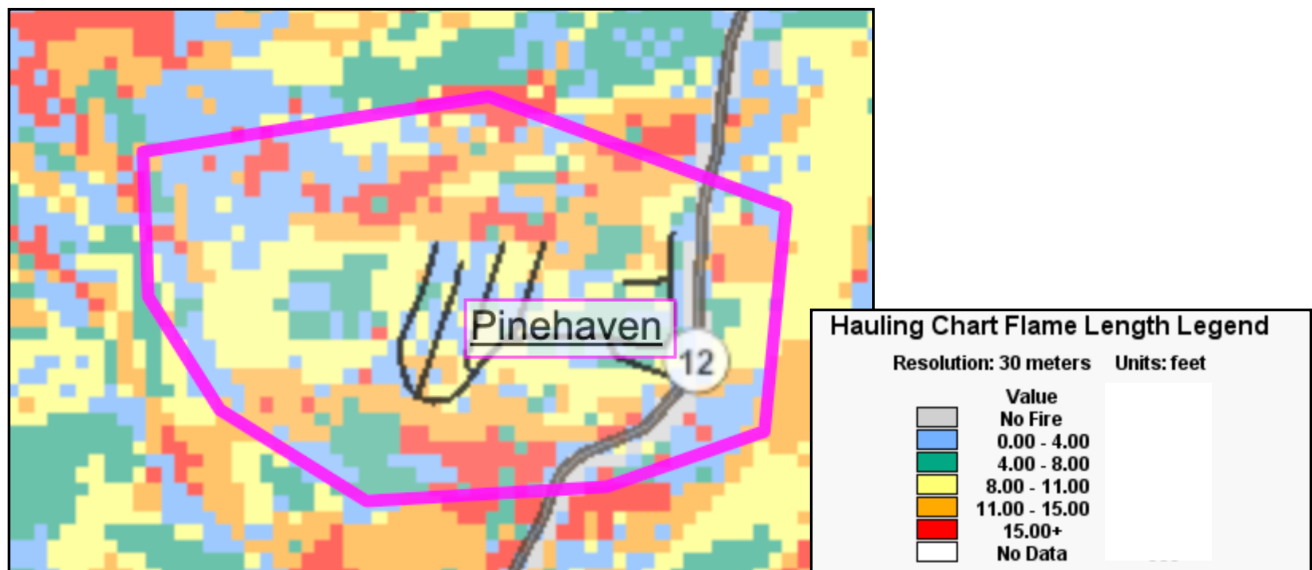 Pinehaven
12
Hauling Chart Flame Length Legend
Resolution: 30 meters Units: feet
Value
No Fire
0.00 - 4.00
4.00 - 8.00
8.00 - 11.00
11.00 - 15.00
15.00+
No Data